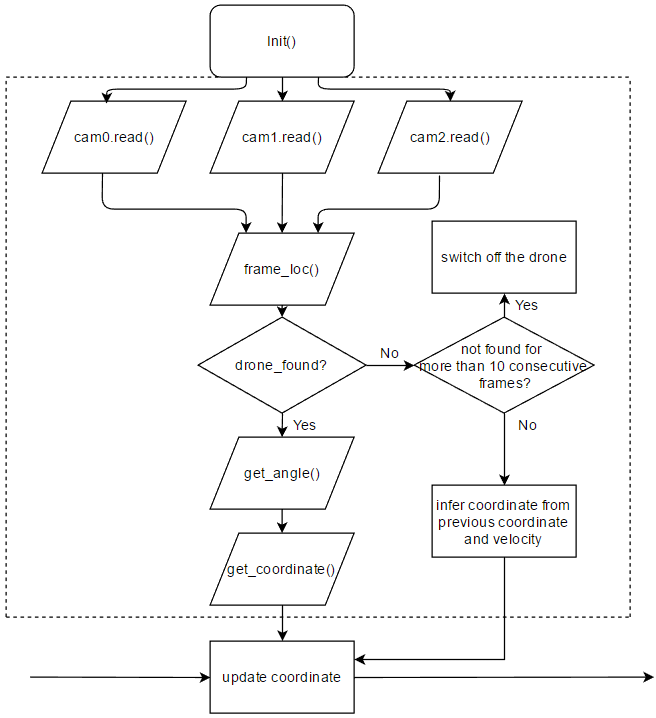 Init()
cam0.read()
cam1.read()
cam2.read()
frame_loc()
switch off the drone
Yes
drone_found?
No
not found for
more than 10 consecutive
frames?
Yes
No
get_angle()
infer coordinate from
previous coordinate
and velocity
get_coordinate()
update coordinate